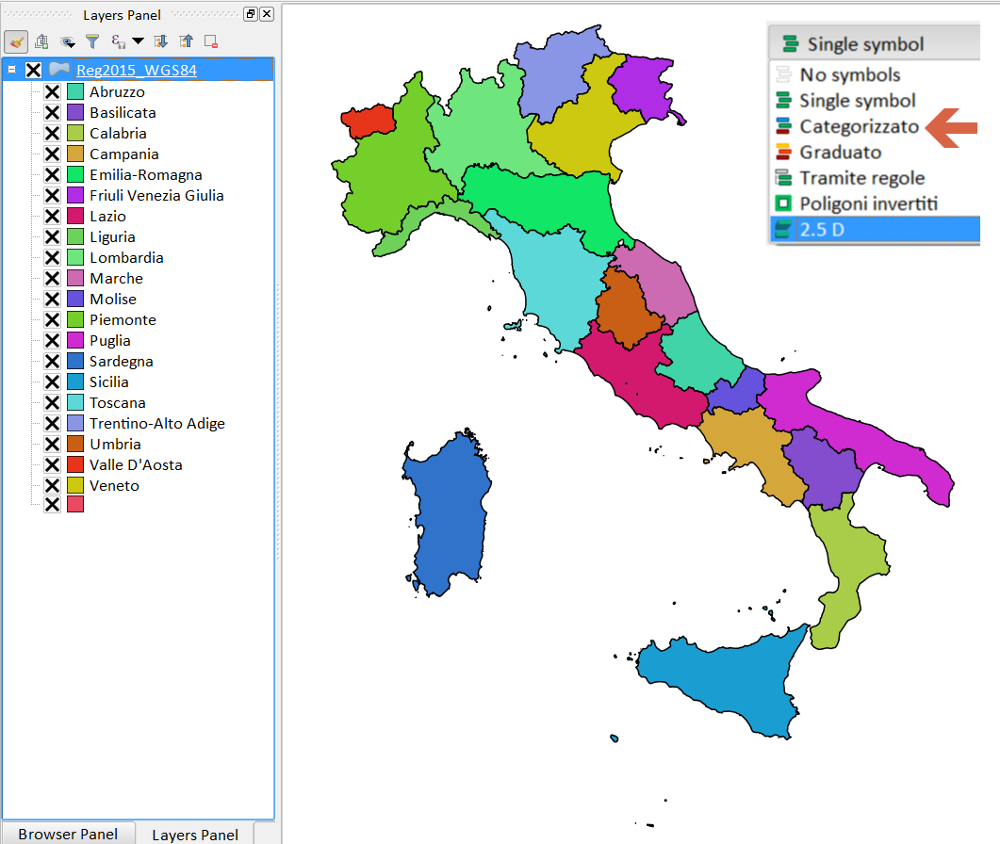 Layers Panel
Reg2015_WGS84
Abruzzo
Basilicata
Calabria
Campania
Emilia-Romagna
Friuli Venezia Giulia
Lazio
Liguria
Lombardia
Marche
Molise
Piemonte
Puglia
Sardegna
Sicilia
Toscana
Trentino-Alto Adige
Umbria
Valle D'Aosta
Veneto
Browser Panel
Layers Panel
Single symbol
No symbols
Single symbol
Categorizzato
Graduato
Tramite regole
Poligoni invertiti
2.5 D